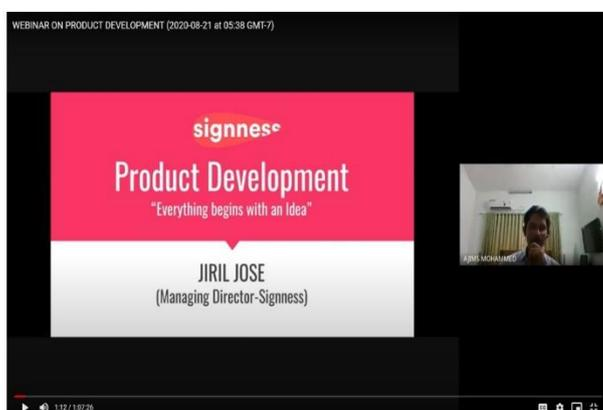 WEBINAR ON PRODUCT DEVELOPMENT (2020-08-21 at 05:38 GMT-7)
signness
Product Development
"Everything begins with an Idea"
JIRIL JOSE
(Managing Director-Signness)
AJIMS MOHAMMED
1:12 / 1:07:26